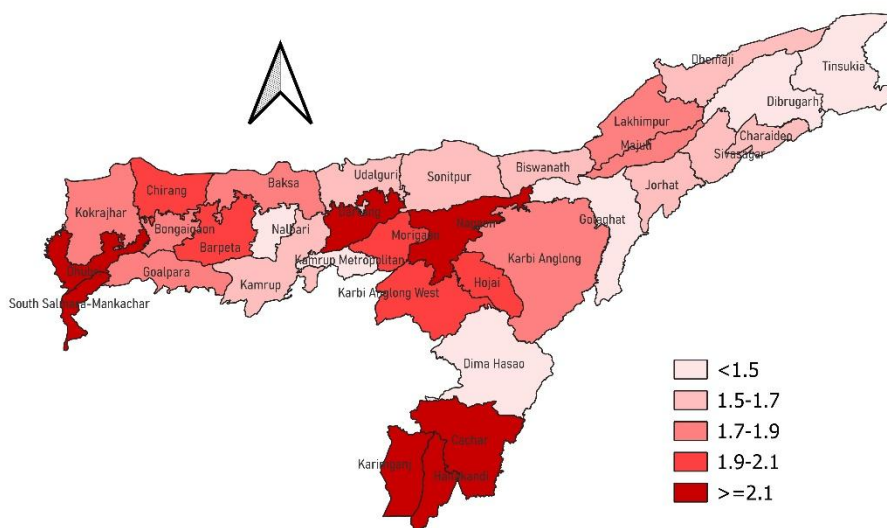 Tinsukia
Dhemaji
Dibrugarh
Lakhimpur
Charaideo
Majuli
Sivasagar
Biswanath
Jorhat
Udalguri
Sonitpur
Baksa
Chirang
Kokrajhar
Darrang
Nagaon
Golaghat
Bongaigaon
Nalbari
Barpeta
Morigaon
Karbi Anglong
Kamrup Metropolitan
Dhubri
Goalpara
Kamrup
Hojai
Karbi Anglong West
South Salmara-Mankachar
Dima Hasao
Cachar
Karimganj
Hailakandi
<1.5
1.5-1.7
1.7-1.9
1.9-2.1
>=2.1